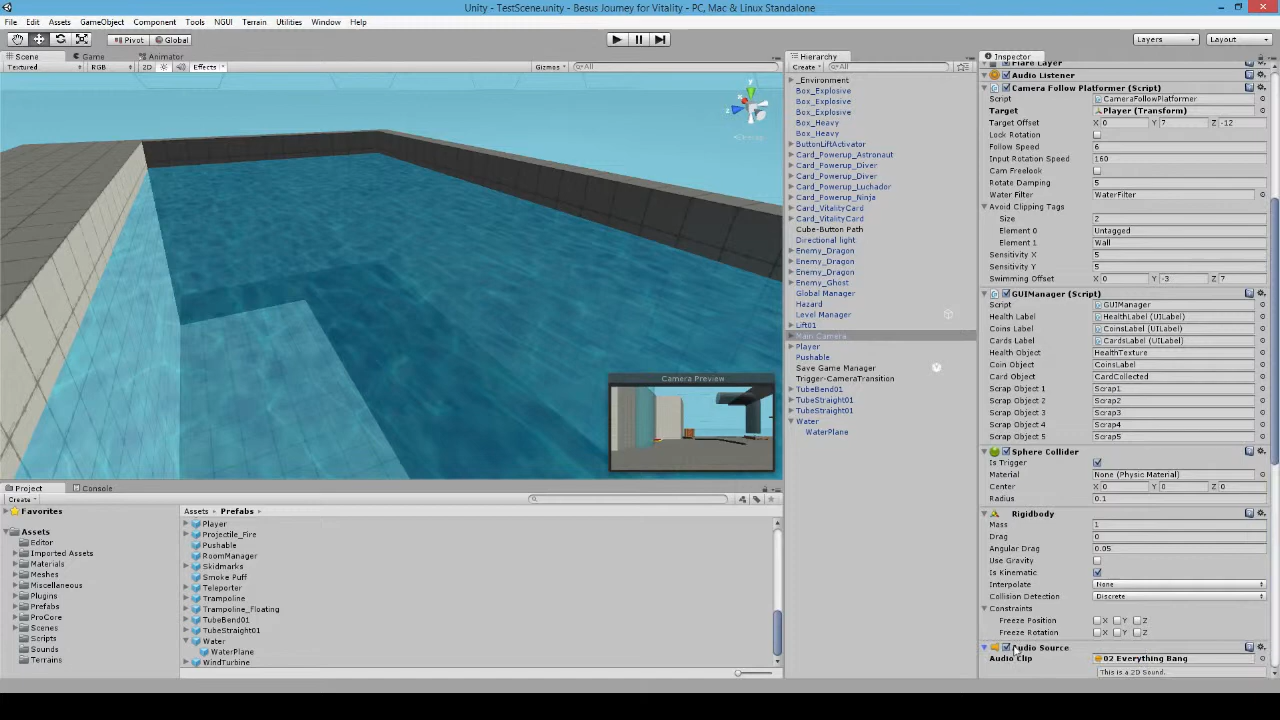 Unity - TestScene.unity - Besus Journey for Vitality - PC, Mac & Linux Standalone
File Edit Assets GameObject Component Tools NGUI Terrain Utilities Window Help
Pivot Global Layers Layout
Scene Game Animator
Textured RGB 2D Effects Gizmos All
Camera Preview
Hierarchy
Create All
_Environment
Box_Explosive
Box_Explosive
Box_Explosive
Box_Heavy
Box_Heavy
ButtonLiftActivator
Card_Powerup_Astronaut
Card_Powerup_Diver
Card_Powerup_Diver
Card_Powerup_Luchador
Card_Powerup_Ninja
Card_VitalityCard
Card_VitalityCard
Cube-Button Path
Directional light
Enemy_Dragon
Enemy_Dragon
Enemy_Dragon
Enemy_Ghost
Global Manager
Hazard
Level Manager
Lift01
Main Camera
Player
Pushable
Save Game Manager
Trigger-CameraTransition
TubeBend01
TubeStraight01
TubeStraight01
Water
WaterPlane
Inspector
Flare Layer
Audio Listener
Camera Follow Platformer (Script)
Script CameraFollowPlatformer
Target Player (Transform)
Target Offset X 0 Y 7 Z -12
Lock Rotation
Follow Speed 6
Input Rotation Speed 160
Cam Freelook
Rotate Damping 5
Water Filter WaterFilter
Avoid Clipping Tags
Size 2
Element 0 Untagged
Element 1 Wall
Sensitivity X 5
Sensitivity Y 5
Swimming Offset X 0 Y -3 Z 7
GUIManager (Script)
Script GUIManager
Health Label HealthLabel (UILabel)
Coins Label CoinsLabel (UILabel)
Cards Label CardsLabel (UILabel)
Health Object HealthTexture
Coin Object CoinsLabel
Card Object CardCollected
Scrap Object 1 Scrap1
Scrap Object 2 Scrap2
Scrap Object 3 Scrap3
Scrap Object 4 Scrap4
Scrap Object 5 Scrap5
Sphere Collider
Is Trigger
Material None (Physic Material)
Center X 0 Y 0 Z 0
Radius 0.1
Rigidbody
Mass 1
Drag 0
Angular Drag 0.05
Use Gravity
Is Kinematic
Interpolate None
Collision Detection Discrete
Constraints
Freeze Position X Y Z
Freeze Rotation X Y Z
Audio Source
Audio Clip 02 Everything Bang
This is a 2D Sound.
Project Console
Create
Favorites
Assets
Editor
Imported Assets
Materials
Meshes
Miscellaneous
Plugins
Prefabs
ProCore
Scenes
Scripts
Sounds
Terrains
Assets Prefabs
Player
Projectile_Fire
Pushable
RoomManager
Skidmarks
Smoke Puff
Teleporter
Trampoline
Trampoline_Floating
TubeBend01
TubeStraight01
Water
WaterPlane
WindTurbine